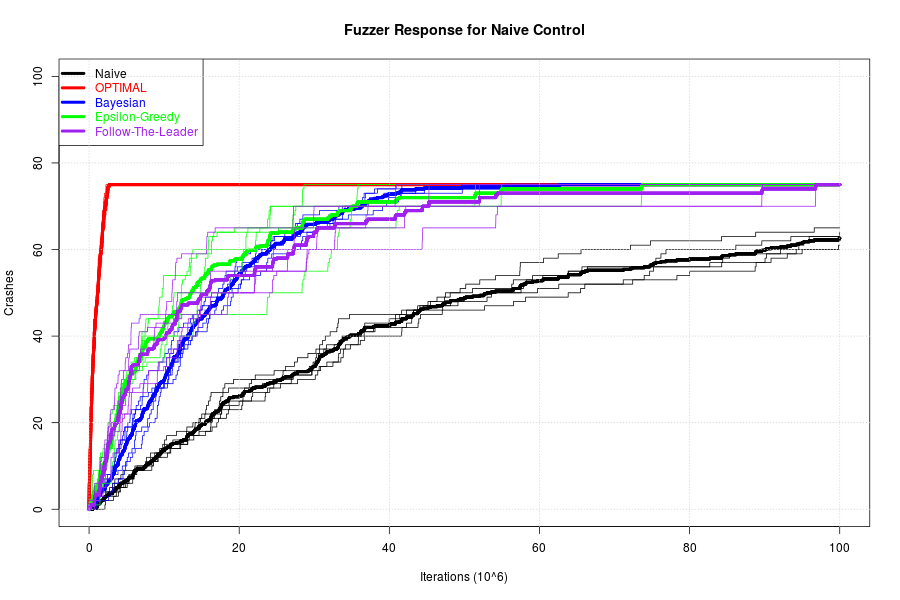 Fuzzer Response for Naive Control
Naive
OPTIMAL
Bayesian
Epsilon-Greedy
Follow-The-Leader
100
80
60
40
20
0
Crashes
0 20 40 60 80 100
Iterations (10^6)